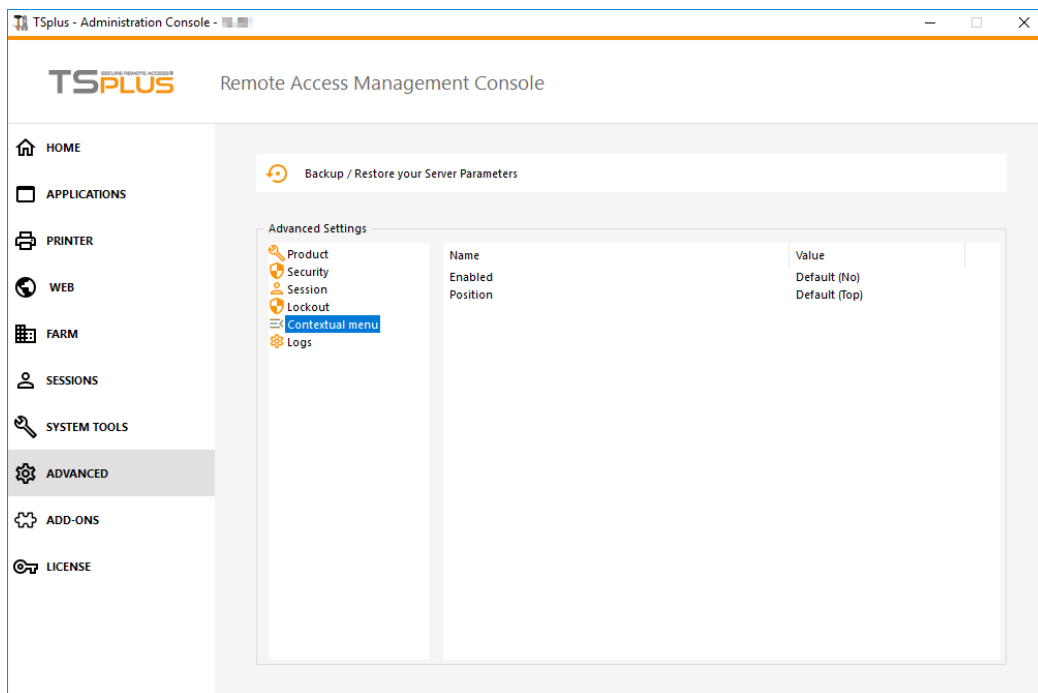 TSplus - Administration Console -
TSPLUS SECURE REMOTE ACCESS
Remote Access Management Console
HOME
APPLICATIONS
PRINTER
WEB
FARM
SESSIONS
SYSTEM TOOLS
ADVANCED
ADD-ONS
LICENSE
Backup / Restore your Server Parameters
Advanced Settings
Product
Security
Session
Lockout
Contextual menu
Logs
Name Value
Enabled Default (No)
Position Default (Top)